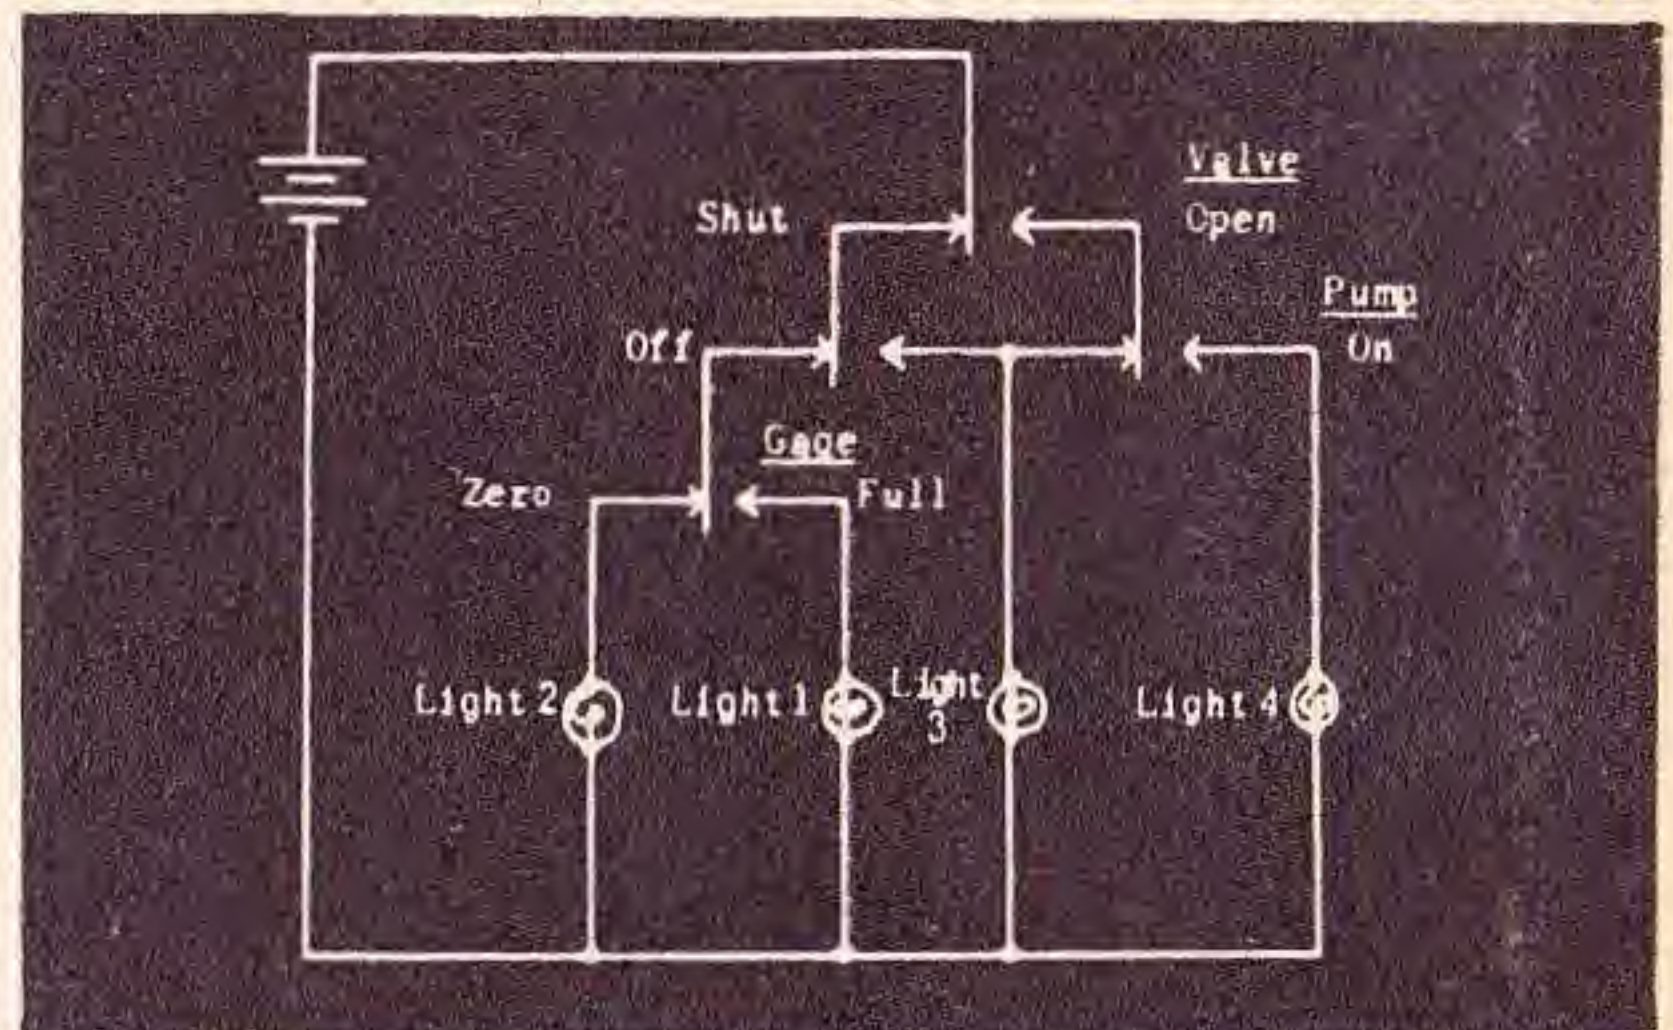 Valve
Shut
Open
Pump
Off
On
Gage
Zero
Full
Light 2
Light 1
Light
3
Light 4